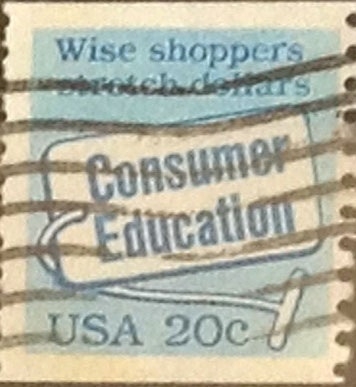 Wise shoppers
stretch dollars
Consumer
Education
USA 20c